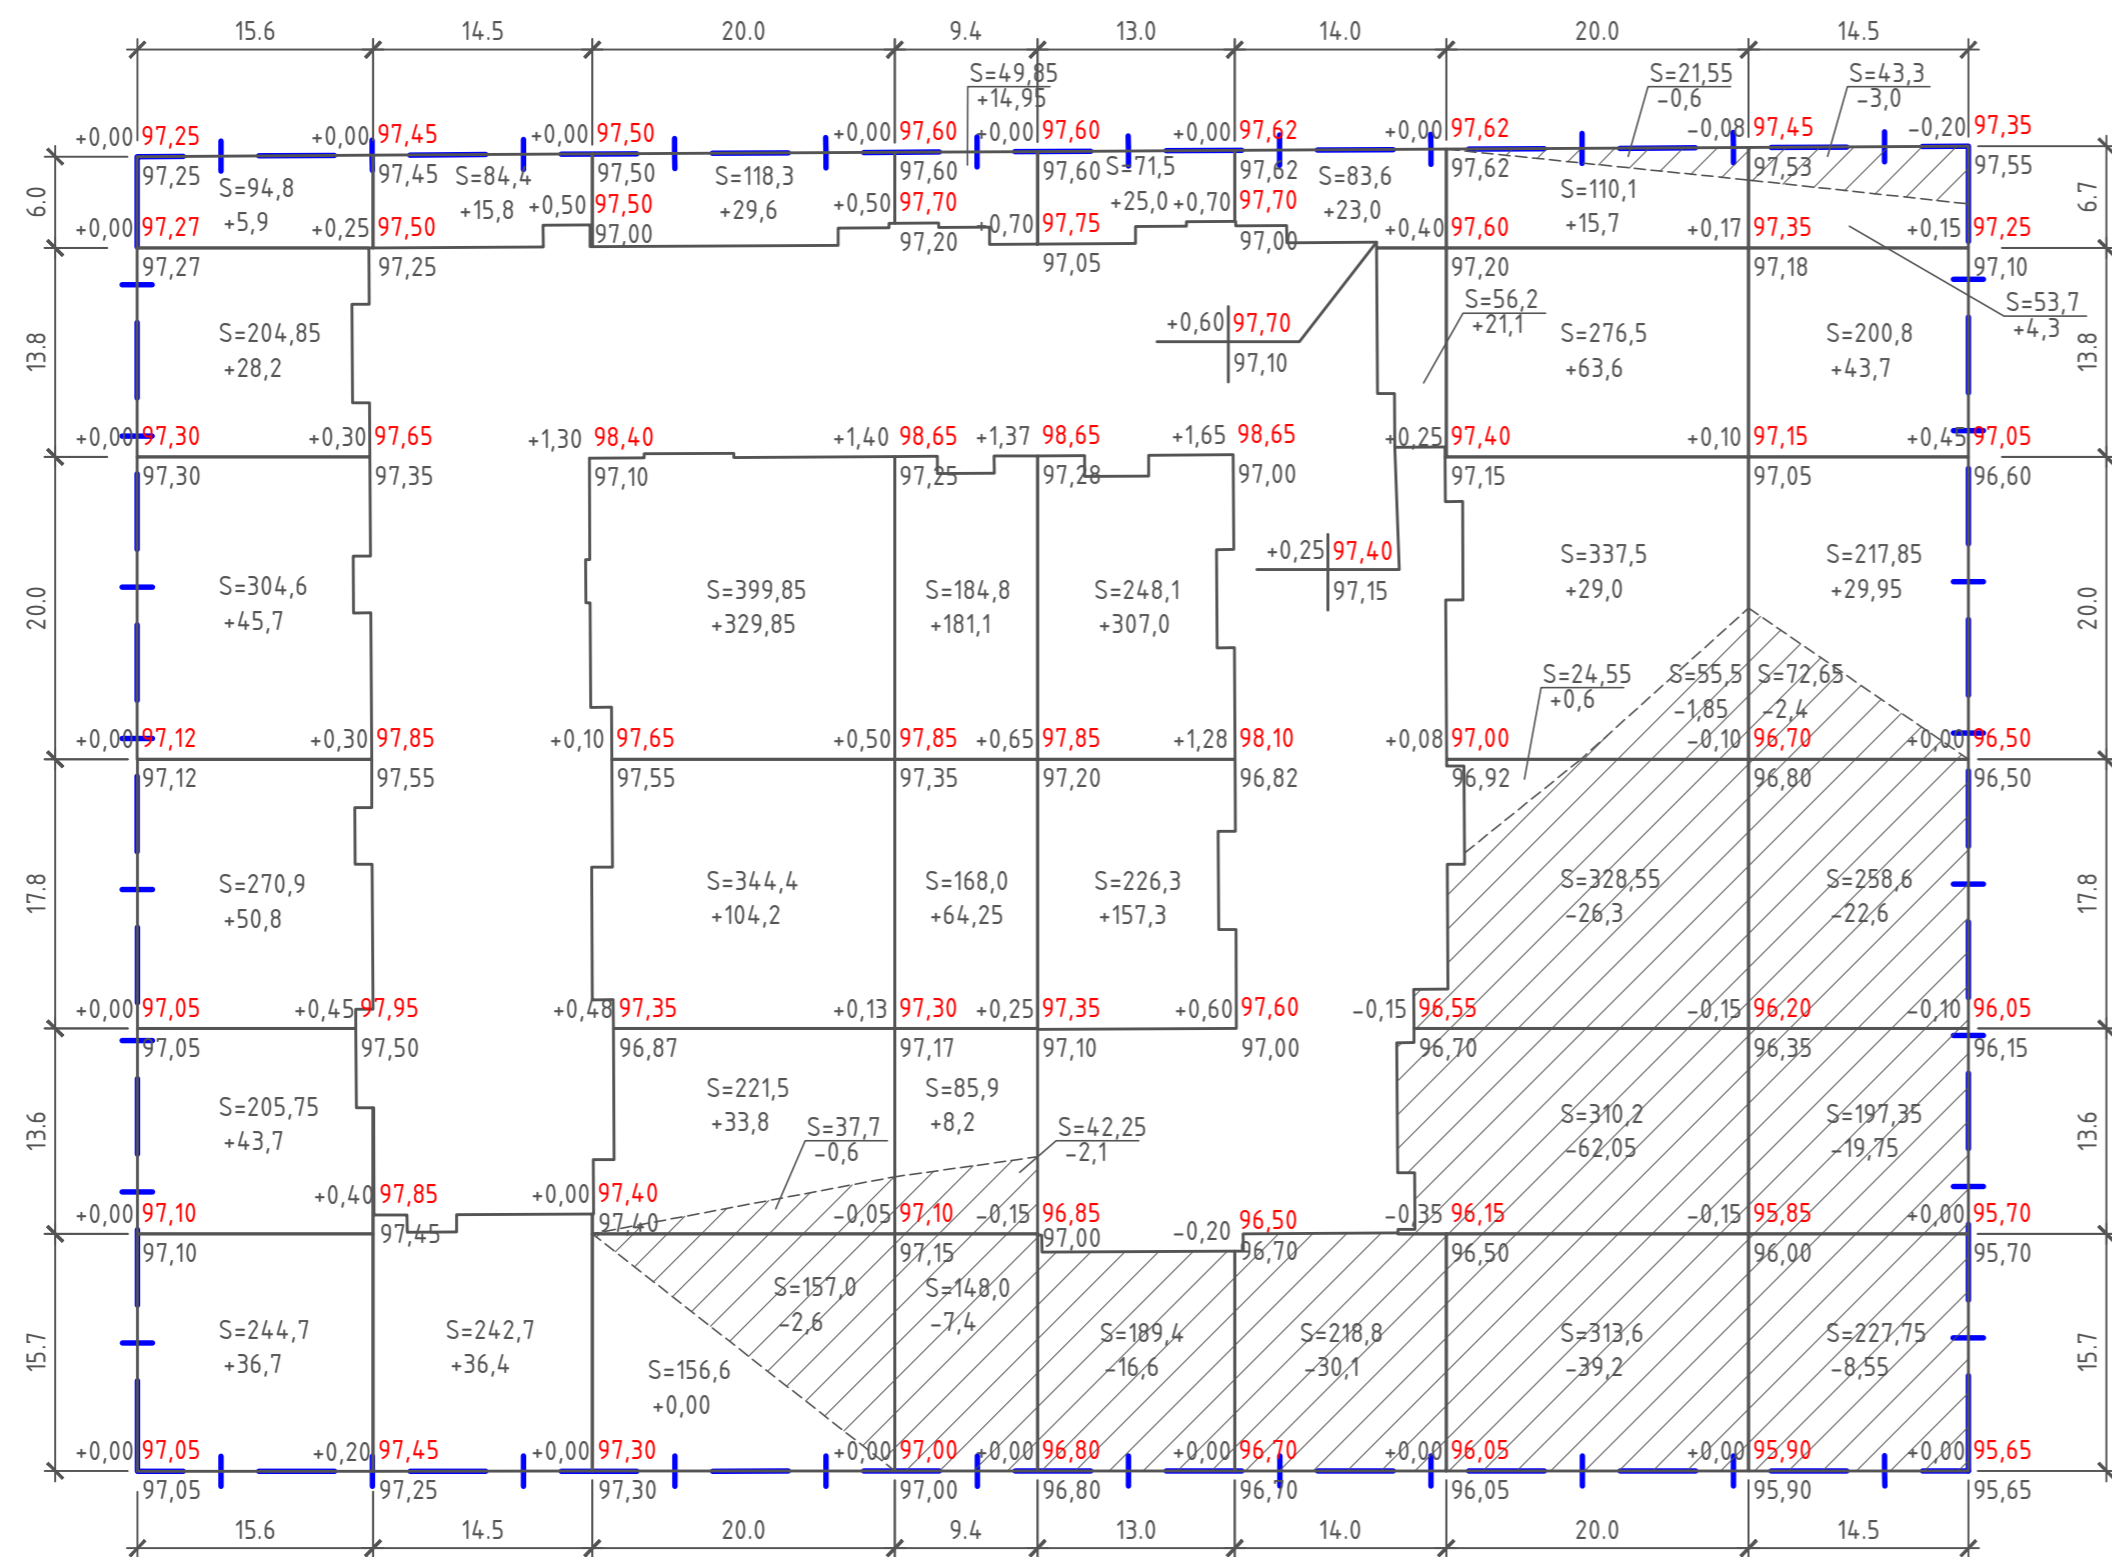 15.6 14.5 20.0 9.4 13.0 14.0 20.0 14.5
S=49,85 S=21,55 S=43,3
+14,95 -0,6 -3,0
+0,00 97,25 +0,00 97,45 +0,00 97,50 +0,00 97,60 +0,00 97,60 +0,00 97,62 +0,00 97,62 -0,08 97,45 -0,20 97,35
97,25 97,45 97,50 97,60 97,60 97,62 97,62 97,53 97,55
S=94,8 S=84,4 S=118,3 S=71,5 S=83,6 S=110,1
+5,9 +15,8 +29,6 +25,0 +23,0 +15,7
6.0 6.7
+0,50 97,50 +0,50 97,70 +0,70 97,70
97,00 97,20 97,00
+0,00 97,27 +0,25 97,50 +0,70 97,75 +0,40 97,60 +0,17 97,35 +0,15 97,25
97,27 97,25 97,05 97,20 97,18 97,10
S=56,2 S=53,7
+21,1 +4,3
+0,60 97,70
97,10
13.8 S=204,85 S=276,5 S=200,8 13.8
+28,2 +63,6 +43,7
+0,00 97,30 +0,30 97,65 +1,30 98,40 +1,40 98,65 +1,37 98,65 +1,65 98,65 +0,25 97,40 +0,10 97,15 +0,45 97,05
97,30 97,35 97,10 97,25 97,28 97,00 97,15 97,05 96,60
+0,25 97,40
97,15
20.0 S=304,6 S=399,85 S=184,8 S=248,1 S=337,5 S=217,85 20.0
+45,7 +329,85 +181,1 +307,0 +29,0 +29,95
S=24,55 S=55,5 S=72,65
+0,6 -1,85 -2,4
+0,00 97,12 +0,30 97,85 +0,10 97,65 +0,50 97,85 +0,65 97,85 +1,28 98,10 +0,08 97,00 -0,10 96,70 +0,00 96,50
97,12 97,55 97,55 97,35 97,20 96,82 96,92 96,80 96,50
17.8 S=270,9 S=344,4 S=168,0 S=226,3 S=328,55 S=258,6 17.8
+50,8 +104,2 +64,25 +157,3 -26,3 -22,6
+0,00 97,05 +0,45 97,95 +0,48 97,35 +0,13 97,30 +0,25 97,35 +0,60 97,60 -0,15 96,55 -0,15 96,20 -0,10 96,05
97,05 97,50 96,87 97,17 97,10 97,00 96,70 96,35 96,15
13.6 S=205,75 S=221,5 S=85,9 S=310,2 S=197,35 13.6
+43,7 +33,8 +8,2 -62,05 -19,75
S=37,7 S=42,25
-0,6 -2,1
+0,40 97,85 +0,00 97,40
97,45 97,40
+0,00 97,10 -0,05 97,10 -0,15 96,85 -0,20 96,50 -0,35 96,15 -0,15 95,85 +0,00 95,70
97,10 97,15 97,00 96,70 96,50 96,00 95,70
S=157,0 S=148,0
-2,6 -7,4
15.7 S=244,7 S=242,7 S=189,4 S=218,8 S=313,6 S=227,75 15.7
+36,7 +36,4 -16,6 -30,1 -39,2 -8,55
S=156,6
+0,00
+0,00 97,05 +0,20 97,45 +0,00 97,30 +0,00 97,00 +0,00 96,80 +0,00 96,70 +0,00 96,05 +0,00 95,90 +0,00 95,65
97,05 97,25 97,30 97,00 96,80 96,70 96,05 95,90 95,65
15.6 14.5 20.0 9.4 13.0 14.0 20.0 14.5